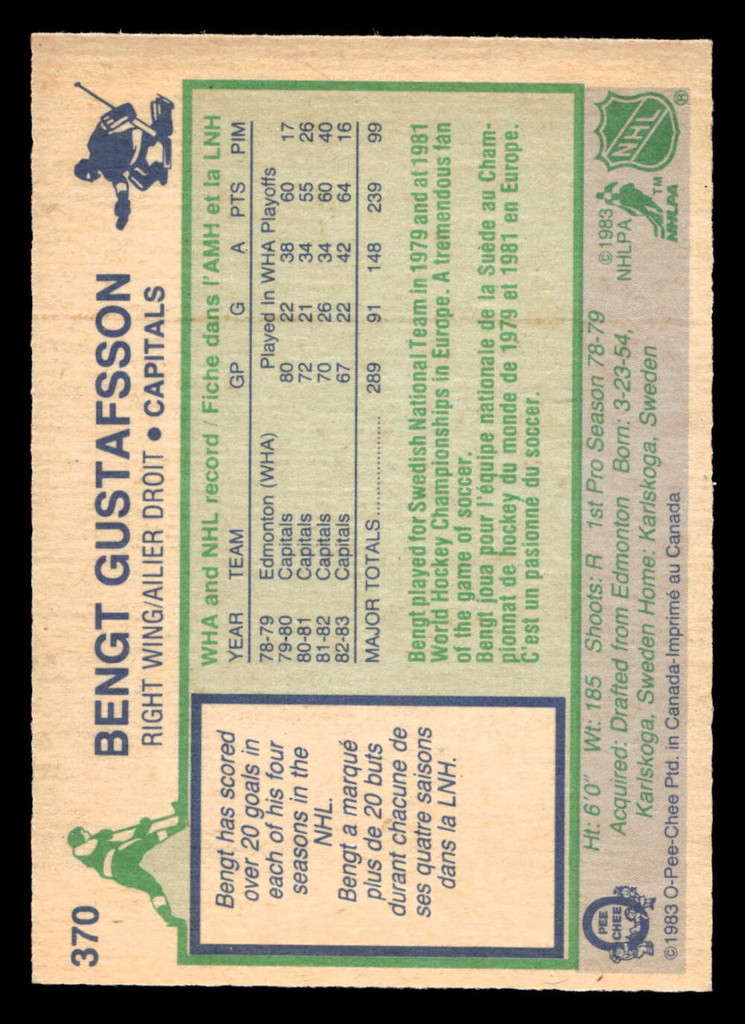 370
BENGT GUSTAFSSON
RIGHT WING/AILIER DROIT • CAPITALS
Bengt has scored
over 20 goals in
each of his four
seasons in the
NHL.
Bengt a marqué
plus de 20 buts
durant chacune de
ses quatre saisons
dans la LNH.
WHA and NHL record / Fiche dans l'AMH et la LNH
YEAR TEAM GP G A PTS PIM
78-79 Edmonton (WHA) Played in WHA Playoffs
79-80 Capitals 80 22 38 60 17
80-81 Capitals 72 21 34 55 26
81-82 Capitals 70 26 34 60 40
82-83 Capitals 67 22 42 64 16
MAJOR TOTALS.................... 289 91 148 239 99
Bengt played for Swedish National Team in 1979 and at 1981
World Hockey Championships in Europe. A tremendous fan
of the game of soccer.
Bengt joua pour l'équipe nationale de la Suède au Cham-
pionnat de hockey du monde de 1979 et 1981 en Europe.
C'est un pasionné du soccer.
Ht: 6'0" Wt: 185 Shoots: R 1st Pro Season 78-79
Acquired: Drafted from Edmonton Born: 3-23-54,
Karlskoga, Sweden Home: Karlskoga, Sweden
©1983 O-Pee-Chee Ptd. in Canada-Imprimé au Canada
O
PEE
CHEE
©1983
NHLPA
NHLPA
TM
NHL
®